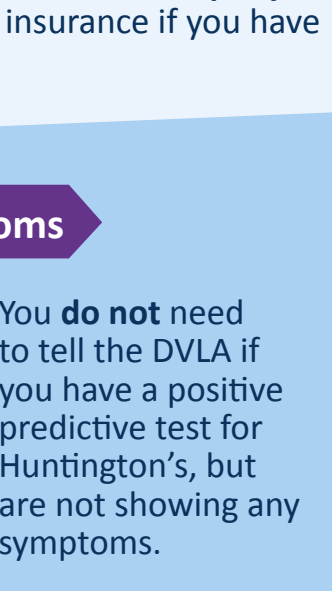 insurance if you have
oms
You do not need
to tell the DVLA if
you have a positive
predictive test for
Huntington's, but
are not showing any
symptoms.